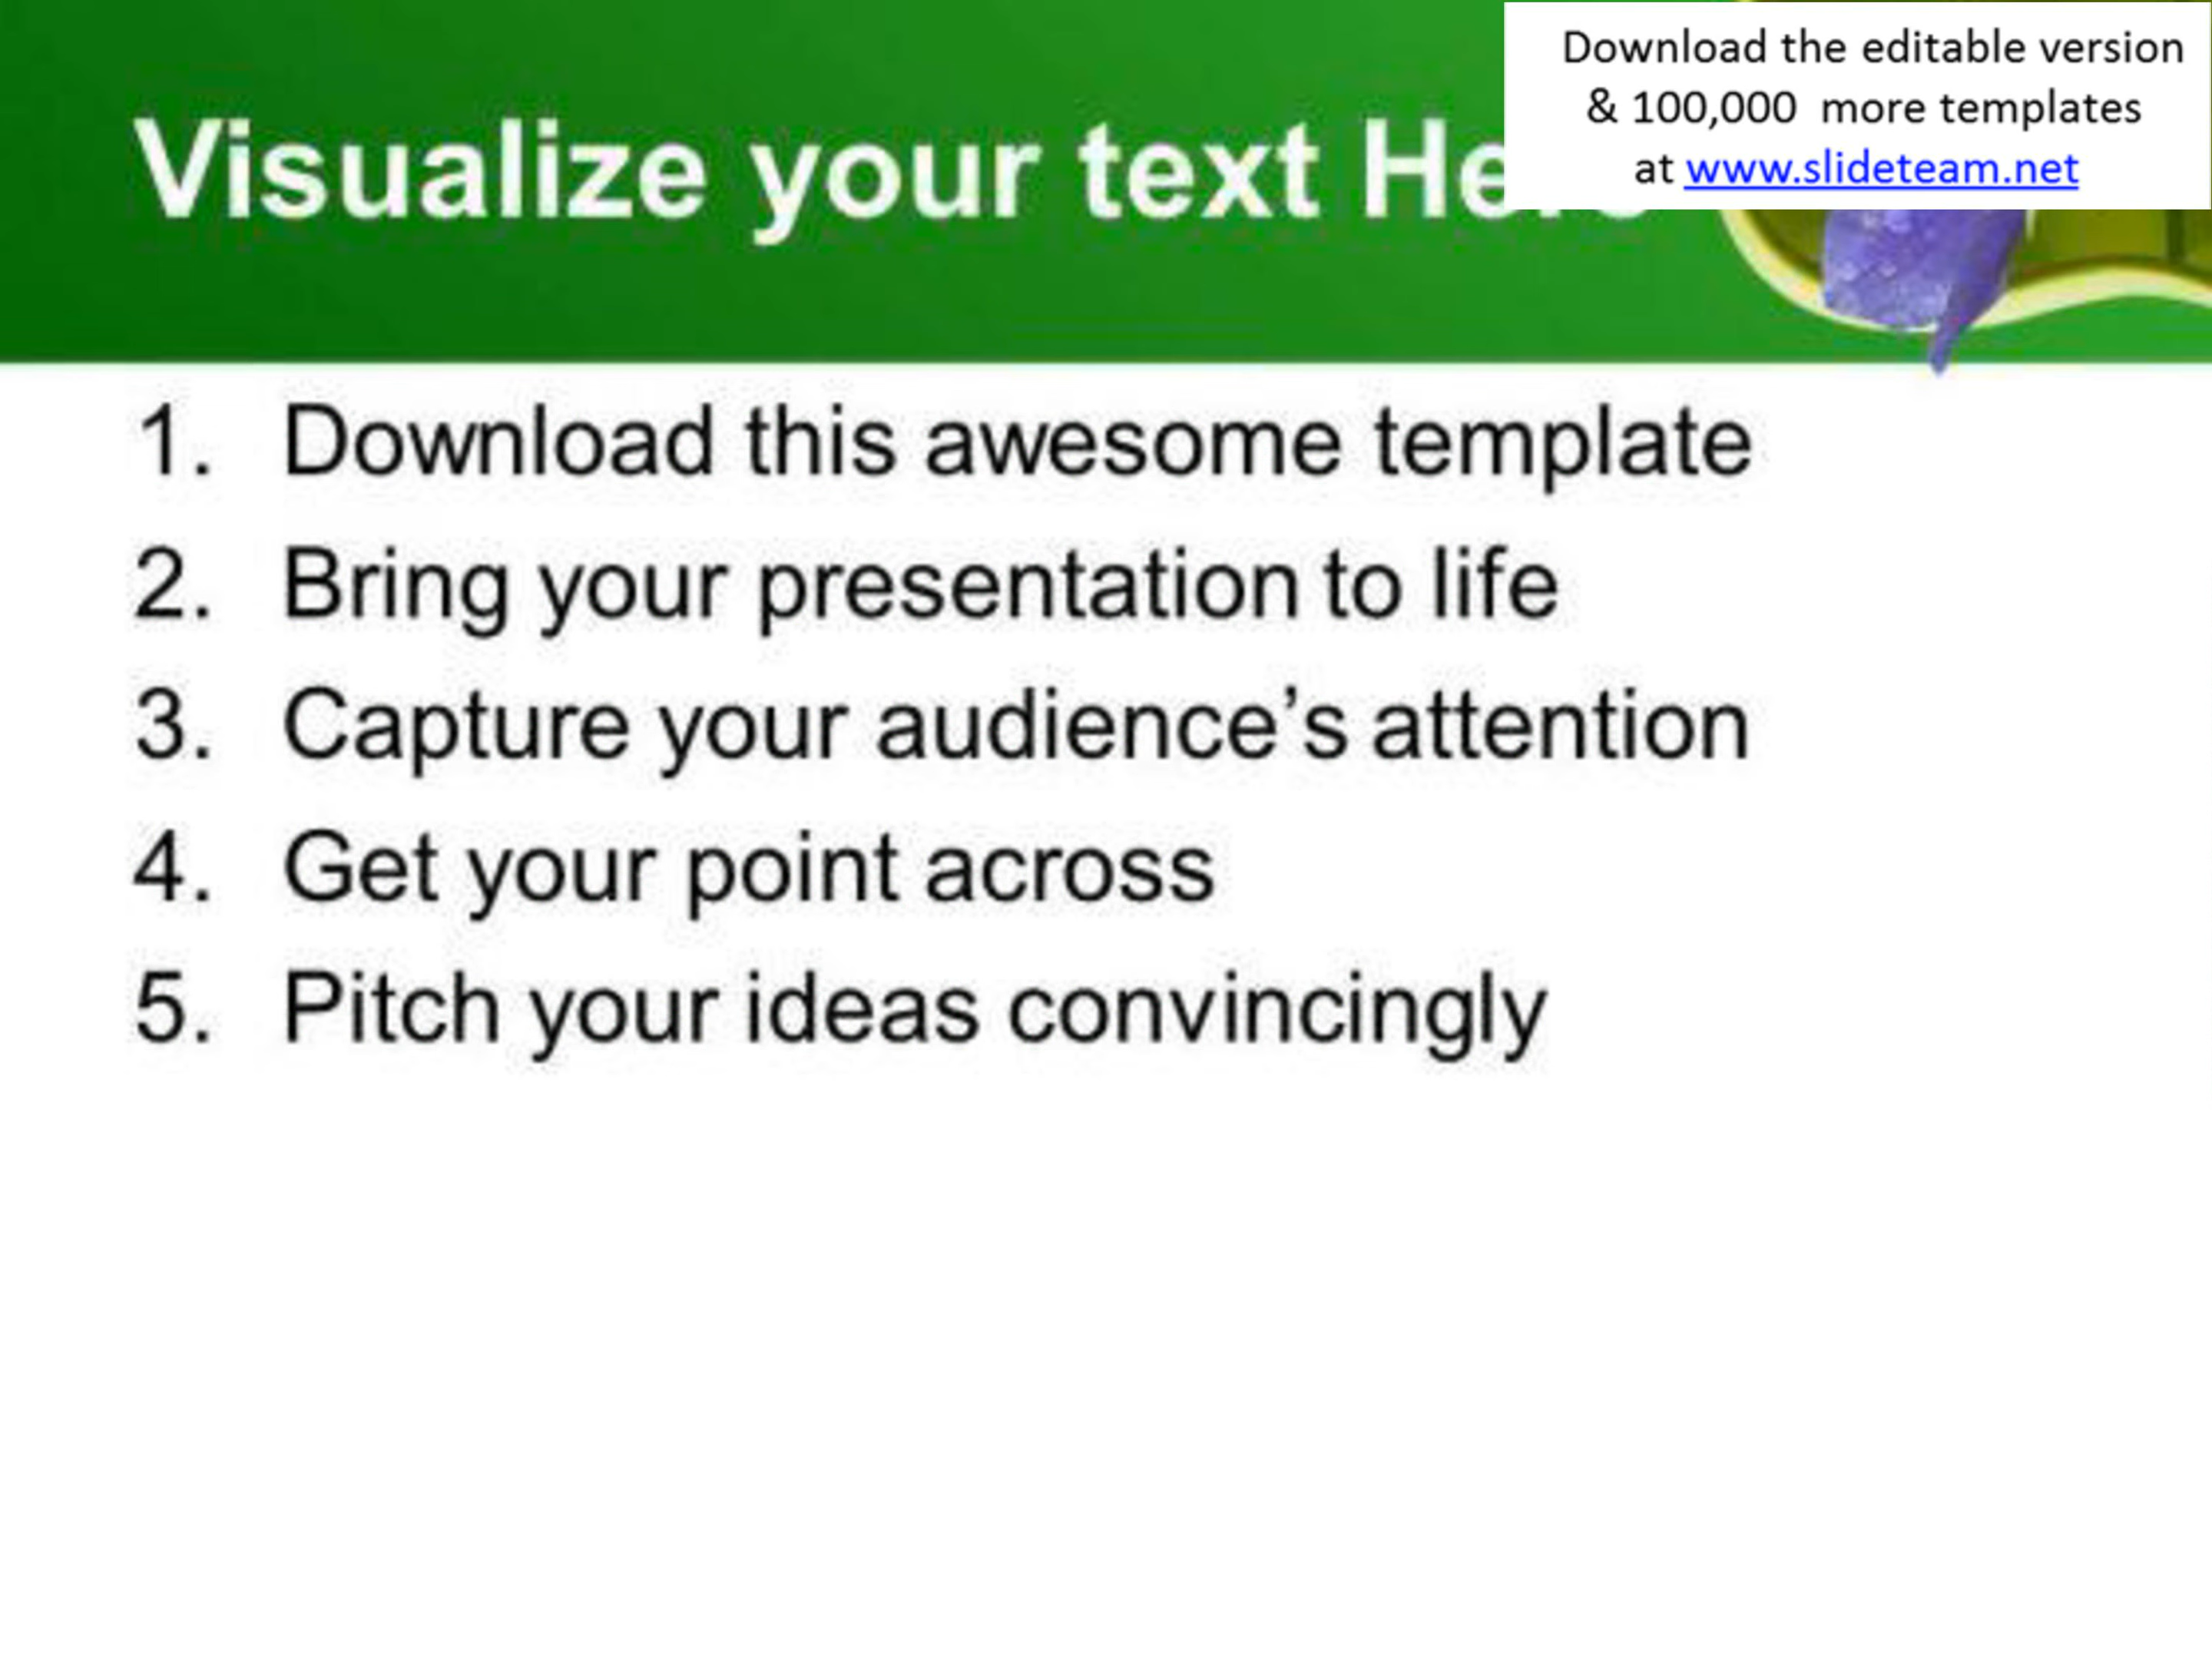 Download the editable version
& 100,000 more templates
at www.slideteam.net
Visualize your text
1. Download this awesome template
2. Bring your presentation to life
3. Capture your audience’s attention
4. Get your point across
5. Pitch your ideas convincingly